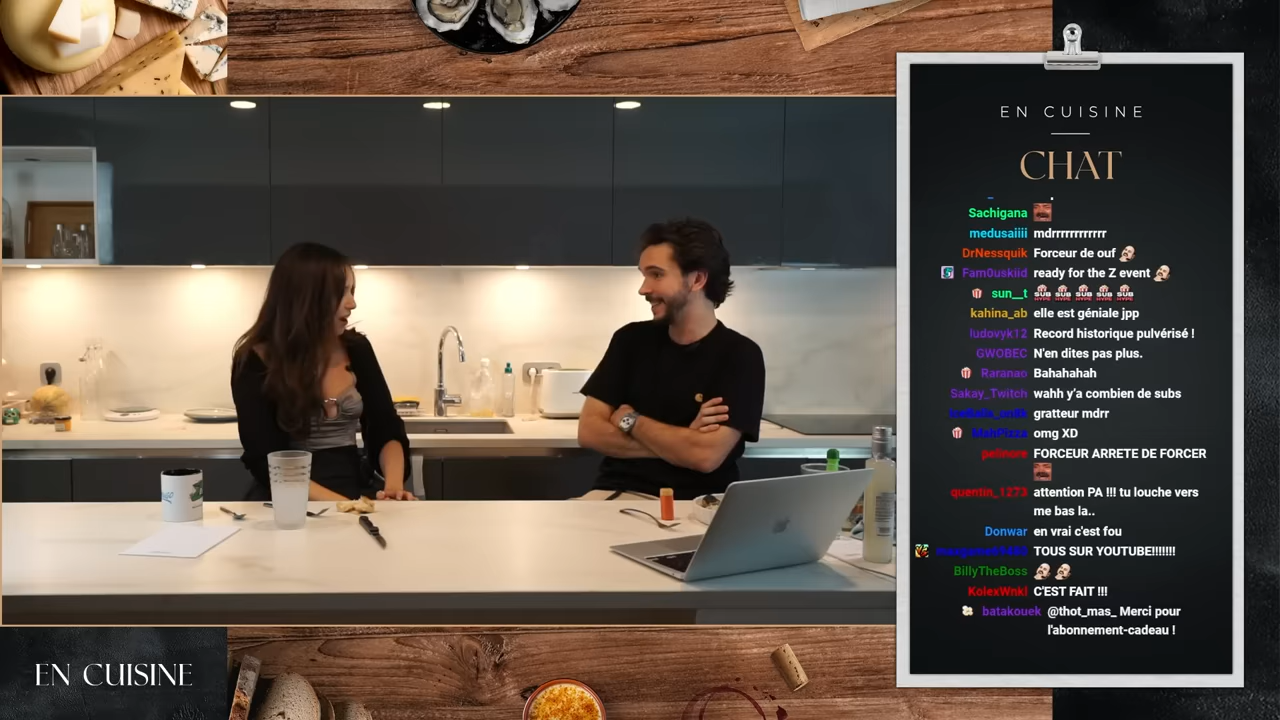 EN CUISINE
CHAT
Sachigana
medusaiiii mdrrrrrrrrrrr
DrNessquik Forceur de ouf
Fam0uskiid ready for the Z event
sun__t
kahina_ab elle est géniale jpp
ludovyk12 Record historique pulvérisé !
GWOBEC N'en dites pas plus.
Raranao Bahahahah
Sakay_Twitch wahh y'a combien de subs
gratteur mdrr
omg XD
pelinore FORCEUR ARRETE DE FORCER
quentin_1273 attention PA !!! tu louche vers
me bas la..
Donwar en vrai c'est fou
TOUS SUR YOUTUBE!!!!!!!
BillyTheBoss
KolexWnkl C'EST FAIT !!!
batakouek @thot_mas_ Merci pour
l'abonnement-cadeau !
EN CUISINE